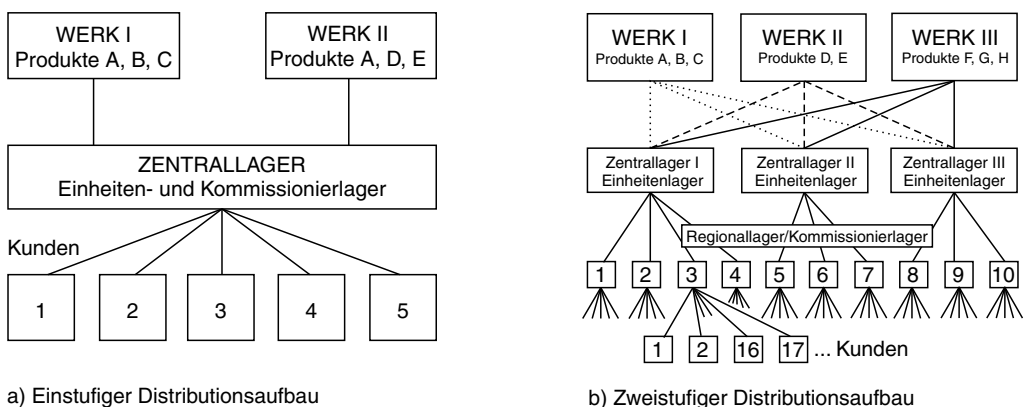 WERK I
Produkte A, B, C
WERK II
Produkte A, D, E
ZENTRALLAGER
Einheiten- und Kommissionierlager
Kunden
1 2 3 4 5
a) Einstufiger Distributionsaufbau
WERK I
Produkte A, B, C
WERK II
Produkte D, E
WERK III
Produkte F, G, H
Zentrallager I
Einheitenlager
Zentrallager II
Einheitenlager
Zentrallager III
Einheitenlager
Regionallager/Kommissionierlager
1 2 3 4 5 6 7 8 9 10
1 2 16 17 ... Kunden
b) Zweistufiger Distributionsaufbau